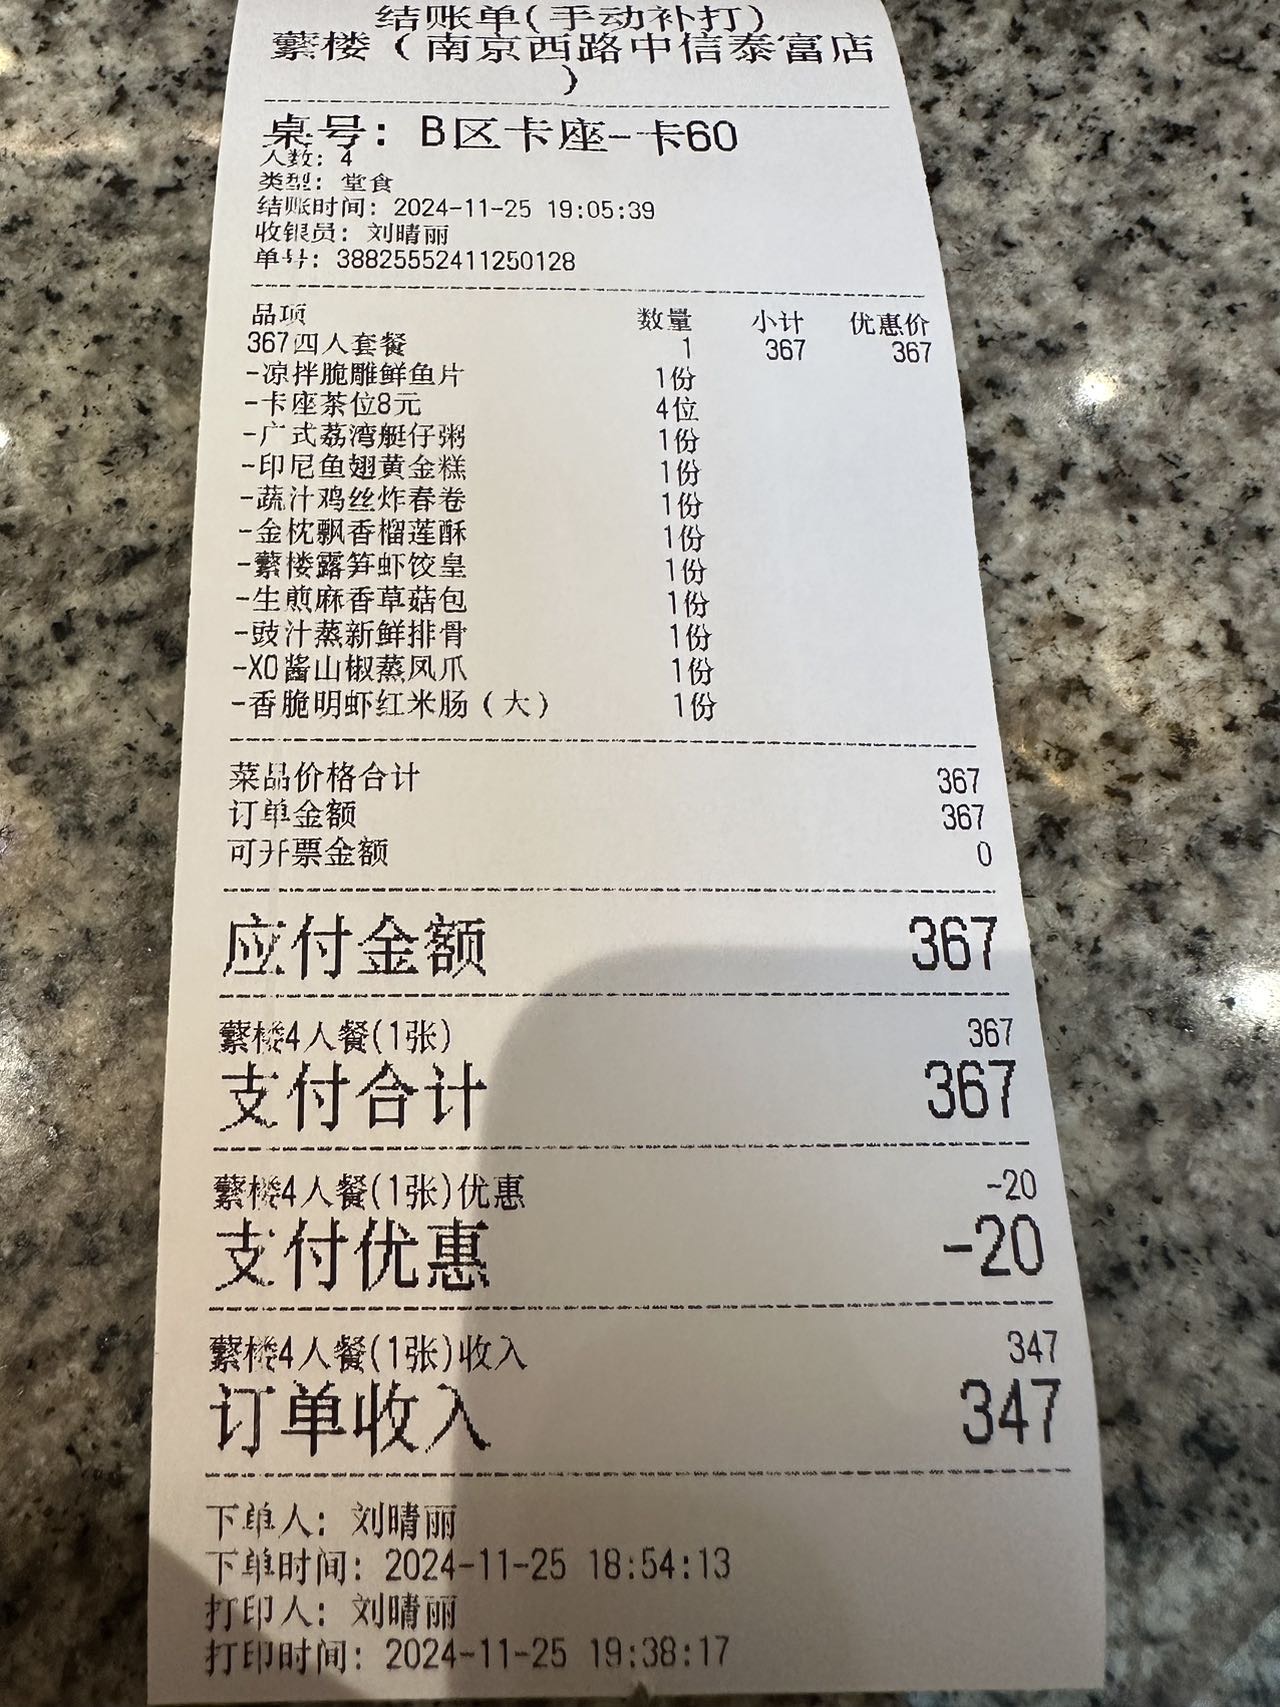 结账单(手动补打)
蘩楼（南京西路中信泰富店
）
桌号: B区卡座-卡60
人数: 4
类型: 堂食
结账时间: 2024-11-25 19:05:39
收银员: 刘晴丽
单号: 38825552411250128
品项 数量 小计 优惠价
367四人套餐 1 367 367
-凉拌脆雕鲜鱼片 1份
-卡座茶位8元 4位
-广式荔湾艇仔粥 1份
-印尼鱼翅黄金糕 1份
-蔬汁鸡丝炸春卷 1份
-金枕飘香榴莲酥 1份
-蘩楼露笋虾饺皇 1份
-生煎麻香草菇包 1份
-豉汁蒸新鲜排骨 1份
-XO酱山椒蒸凤爪 1份
-香脆明虾红米肠（大） 1份
菜品价格合计 367
订单金额 367
可开票金额 0
应付金额 367
蘩楼4人餐(1张) 367
支付合计 367
蘩楼4人餐(1张)优惠 -20
支付优惠 -20
蘩楼4人餐(1张)收入 347
订单收入 347
下单人: 刘晴丽
下单时间: 2024-11-25 18:54:13
打印人: 刘晴丽
打印时间: 2024-11-25 19:38:17